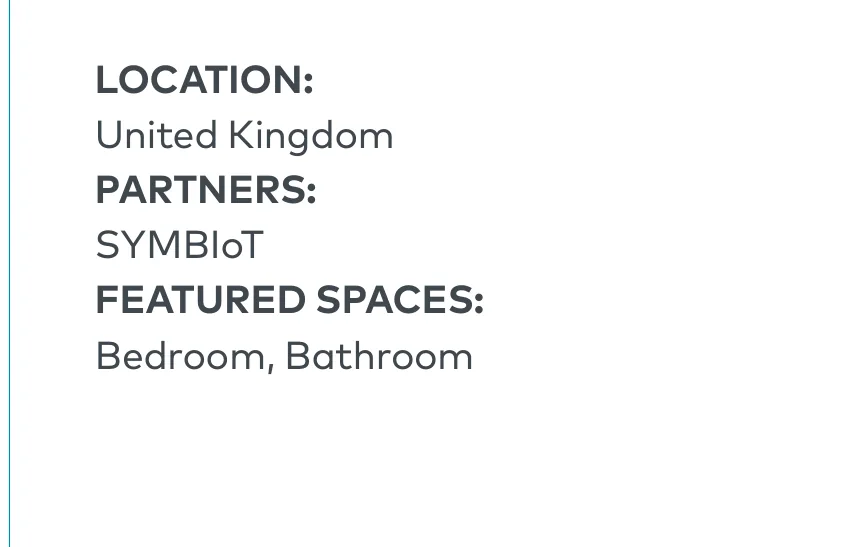 LOCATION:
United Kingdom
PARTNERS:
SYMBIoT
FEATURED SPACES:
Bedroom, Bathroom